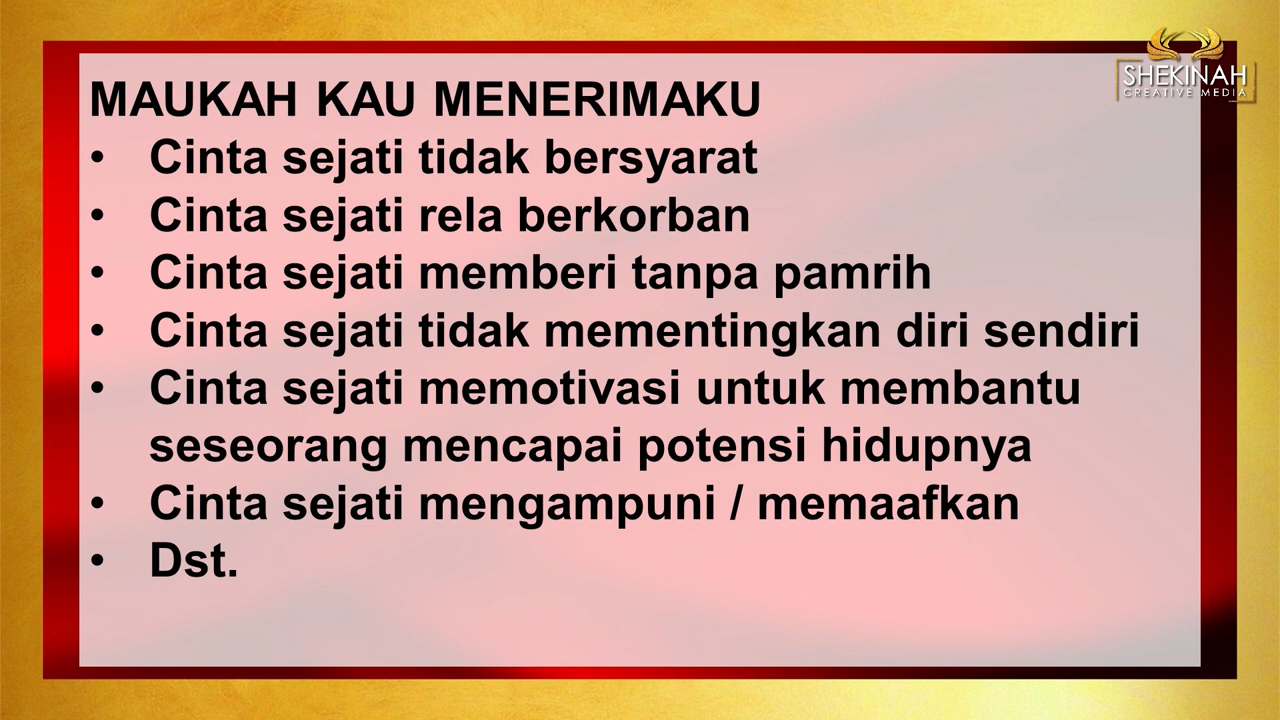 SHEKINAH
CREATIVE MEDIA
MAUKAH KAU MENERIMAKU
• Cinta sejati tidak bersyarat
• Cinta sejati rela berkorban
• Cinta sejati memberi tanpa pamrih
• Cinta sejati tidak mementingkan diri sendiri
• Cinta sejati memotivasi untuk membantu
seseorang mencapai potensi hidupnya
• Cinta sejati mengampuni / memaafkan
• Dst.